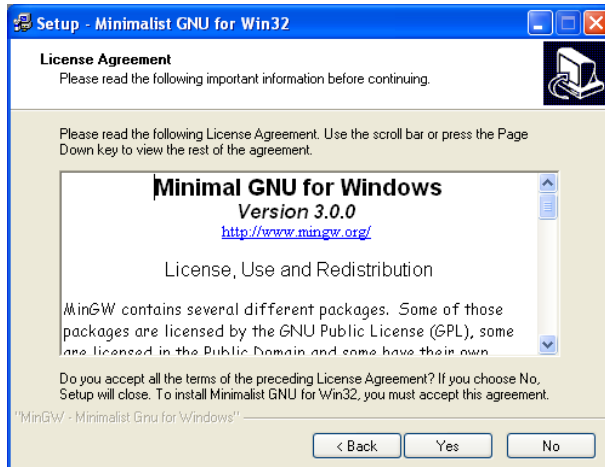 Setup - Minimalist GNU for Win32
License Agreement
Please read the following important information before continuing.
Please read the following License Agreement. Use the scroll bar or press the Page
Down key to view the rest of the agreement.
Minimal GNU for Windows
Version 3.0.0
http://www.mingw.org/
License, Use and Redistribution
MinGW contains several different packages. Some of those
packages are licensed by the GNU Public License (GPL), some
are licensed in the Public Domain and some have their own
Do you accept all the terms of the preceding License Agreement? If you choose No,
Setup will close. To install Minimalist GNU for Win32, you must accept this agreement.
"MinGW - Minimalist Gnu for Windows"
< Back
Yes
No